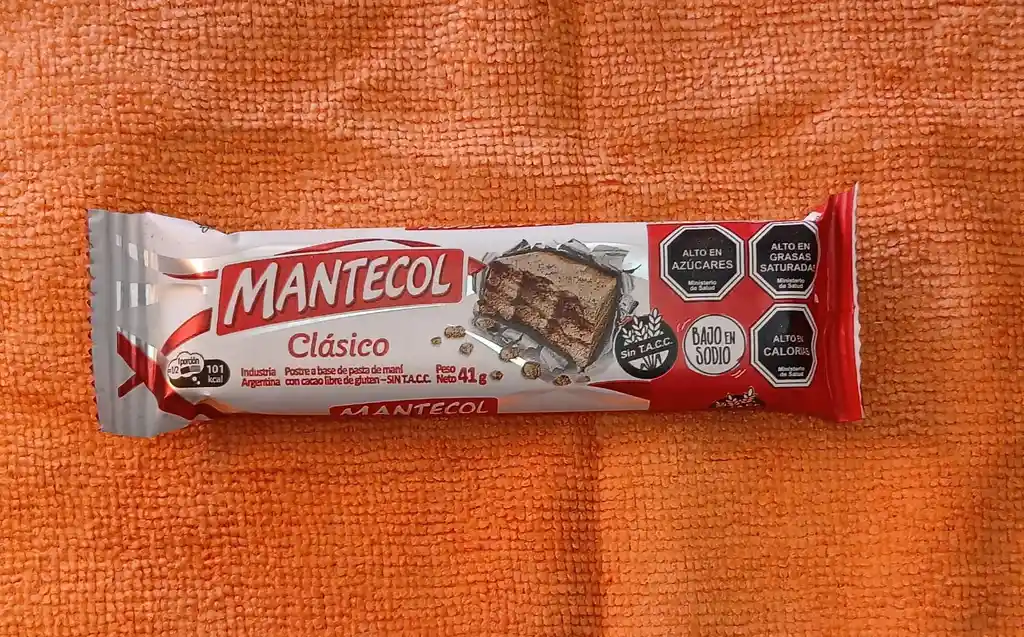 MANTECOL
Clásico
1 porción
=1/2
101
kcal
Industria
Argentina
Postre a base de pasta de maní
con cacao libre de gluten – SIN T.A.C.C.
Peso
Neto 41 g
MANTECOL
Sin T.A.C.C.
BAJO EN
SODIO
ALTO EN
AZÚCARES
Ministerio
de Salud
ALTO EN
GRASAS
SATURADAS
Ministerio
de Salud
ALTO EN
CALORÍAS
Ministerio
de Salud